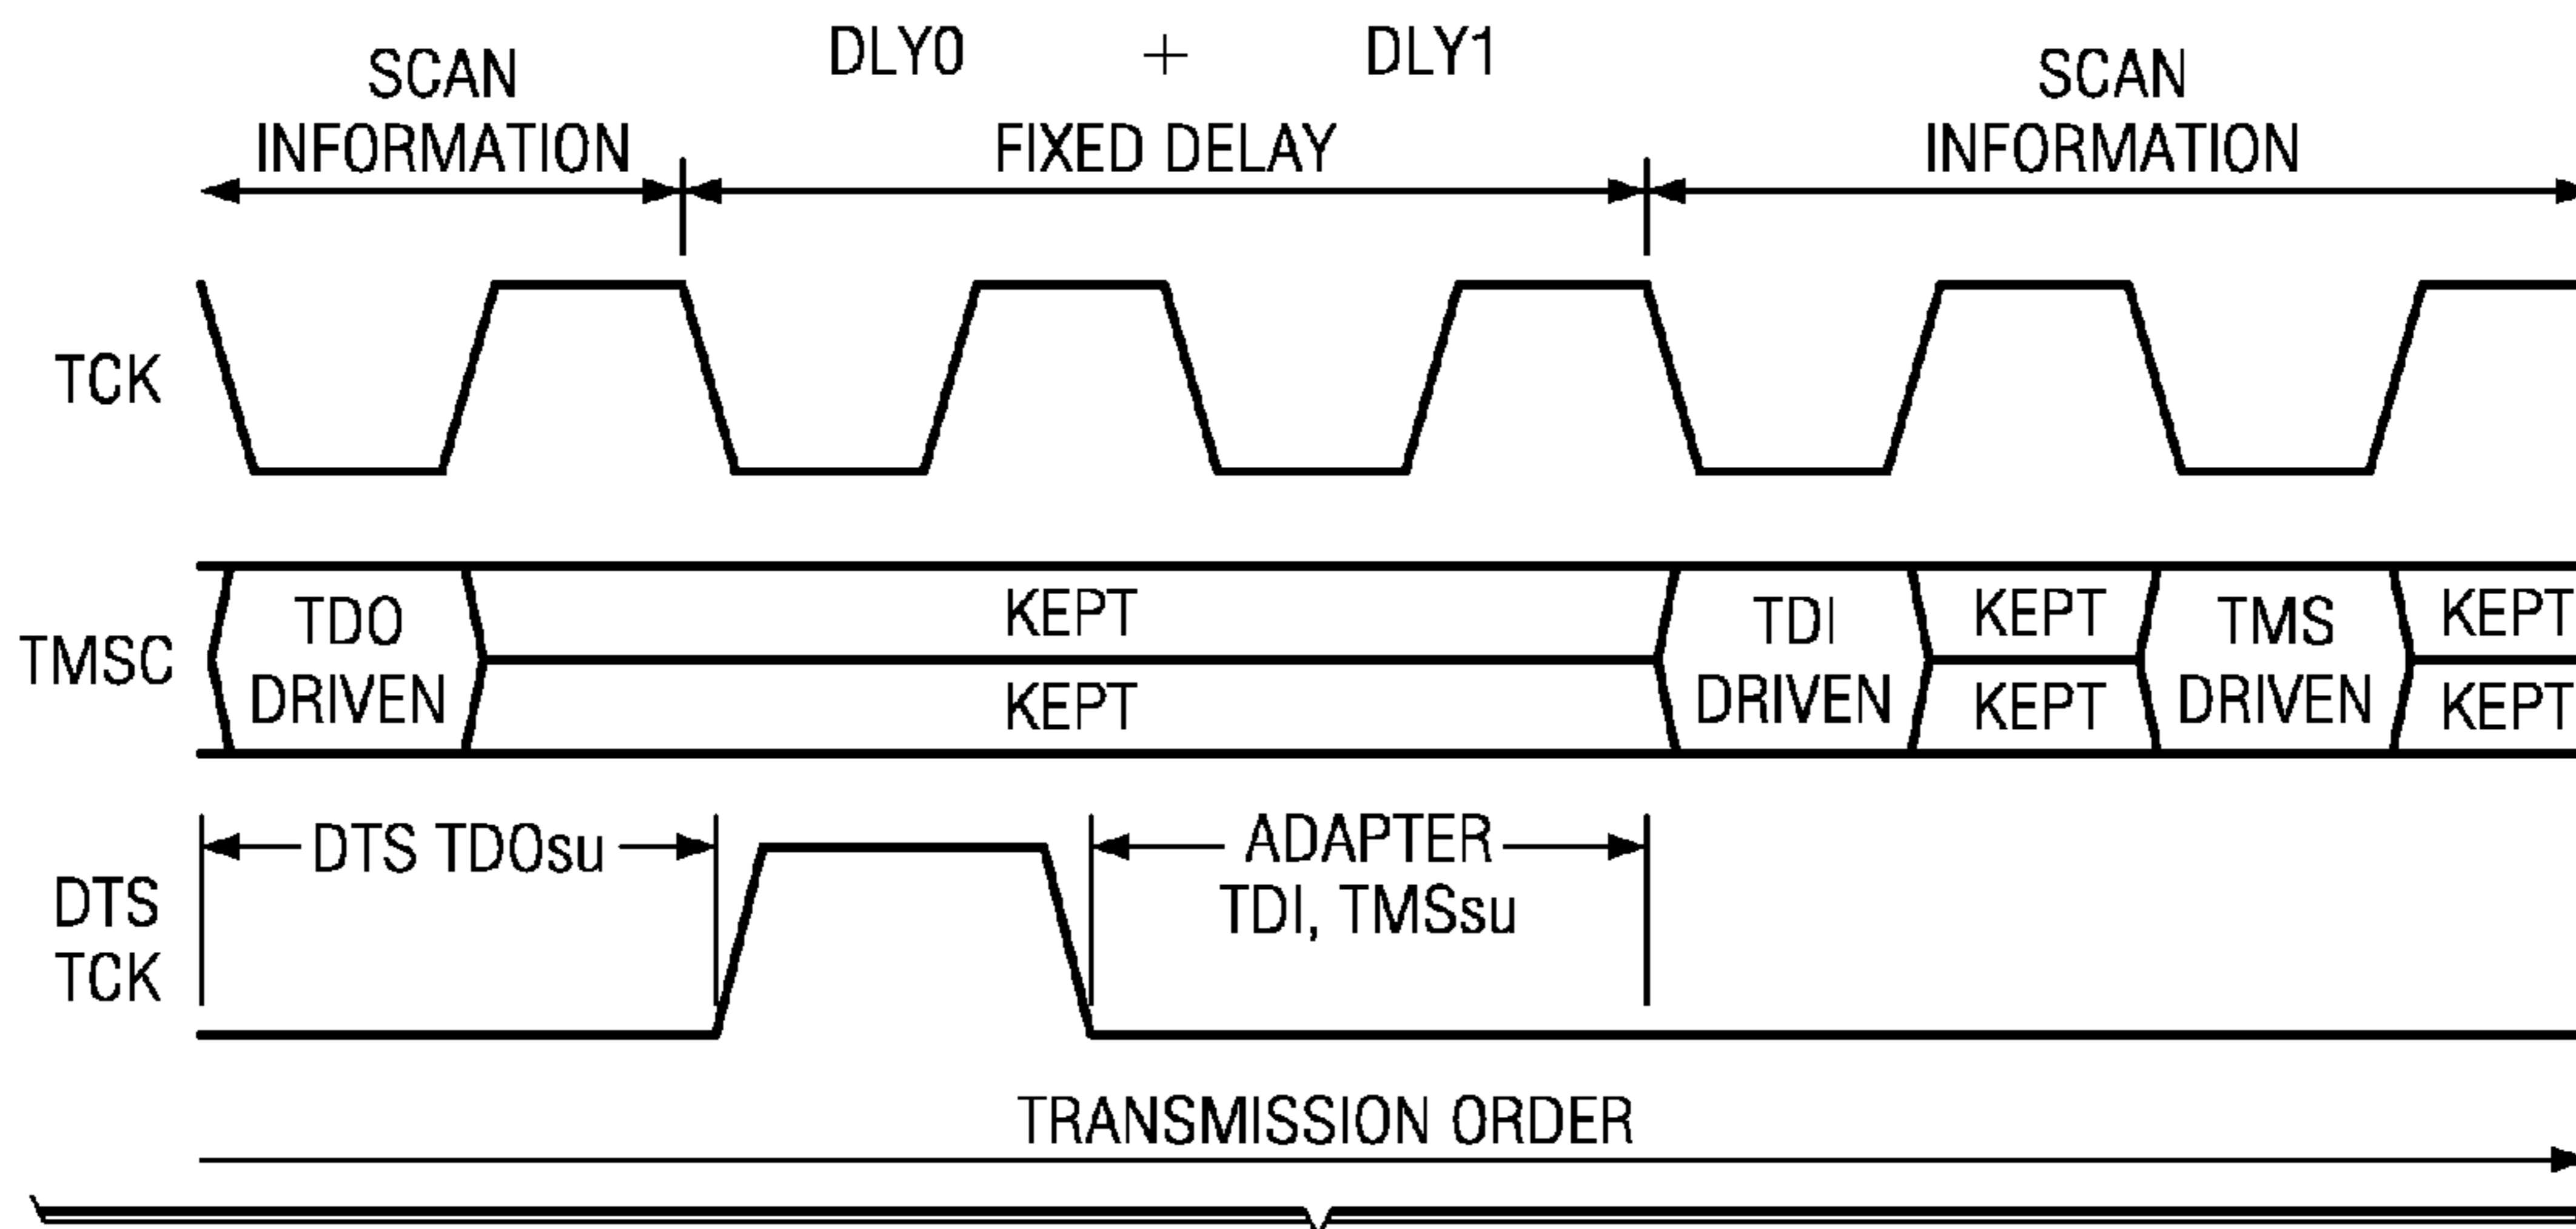 SCAN
INFORMATION
DLY0 + DLY1
FIXED DELAY
SCAN
INFORMATION
TCK
TMSC
TDO
DRIVEN
KEPT
KEPT
TDI
DRIVEN
KEPT
KEPT
TMS
DRIVEN
KEPT
KEPT
DTS
TCK
DTS TDOsu
ADAPTER
TDI, TMSsu
TRANSMISSION ORDER